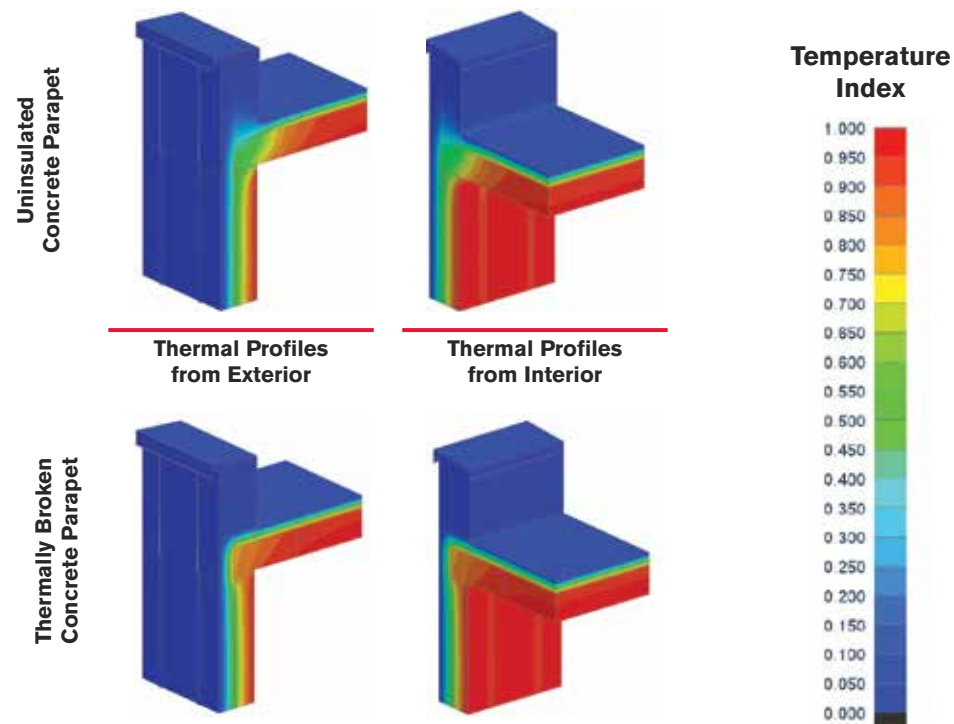 Uninsulated
Concrete Parapet
Temperature
Index
1.000
0.950
0.900
0.850
0.800
0.750
0.700
0.650
0.600
0.550
0.500
0.450
0.400
0.350
0.300
0.250
0.200
0.150
0.100
0.050
0.000
Thermal Profiles
from Exterior
Thermal Profiles
from Interior
Thermally Broken
Concrete Parapet